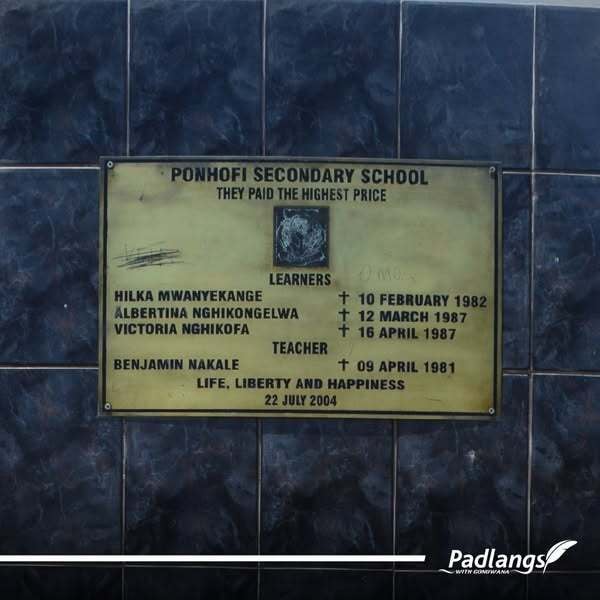 PONHOFI SECONDARY SCHOOL
THEY PAID THE HIGHEST PRICE
LEARNERS
HILKA MWANYEKANGE † 10 FEBRUARY 1982
ALBERTINA NGHIKONGELWA † 12 MARCH 1987
VICTORIA NGHIKOFA † 16 APRIL 1987
TEACHER
BENJAMIN NAKALE † 09 APRIL 1981
LIFE, LIBERTY AND HAPPINESS
22 JULY 2004
Padlangs
WITH GONDWANA